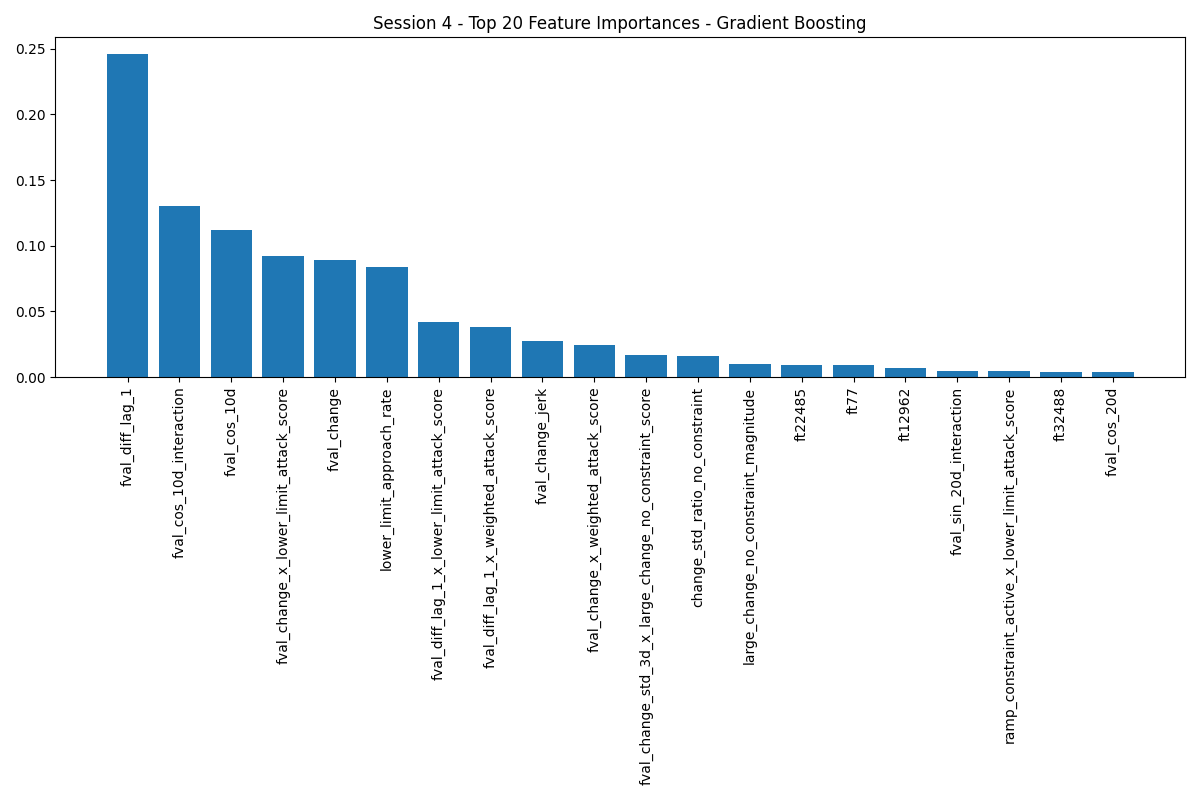 Session 4 - Top 20 Feature Importances - Gradient Boosting
0.25
0.20
0.15
0.10
0.05
0.00
fval_diff_lag_1
fval_cos_10d_interaction
fval_cos_10d
fval_change_x_lower_limit_attack_score
fval_change
lower_limit_approach_rate
fval_diff_lag_1_x_lower_limit_attack_score
fval_diff_lag_1_x_weighted_attack_score
fval_change_jerk
fval_change_x_weighted_attack_score
fval_change_std_3d_x_large_change_no_constraint_score
change_std_ratio_no_constraint
large_change_no_constraint_magnitude
ft22485
ft77
ft12962
fval_sin_20d_interaction
ramp_constraint_active_x_lower_limit_attack_score
ft32488
fval_cos_20d